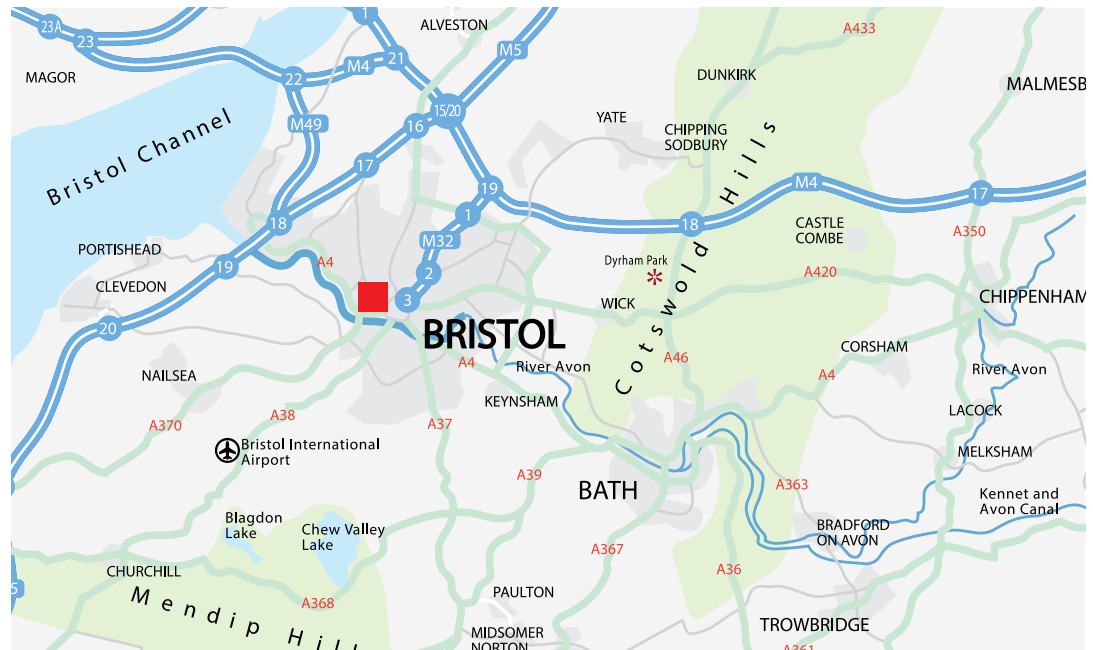 1
23A
ALVESTON
A433
23
M5
21
M4
22
MAGOR
DUNKIRK
MALMESB
15/20
M49
16
YATE
CHIPPING
SODBURY
Bristol Channel
17
M4
19
17
1
18
18
CASTLE
COMBE
A350
M32
PORTISHEAD
A4
Dyrham Park
*
19
2
A420
CLEVEDON
3
WICK
CHIPPENHAM
20
BRISTOL
Cotswold Hills
CORSHAM
A46
A4
River Avon
River Avon
A4
NAILSEA
KEYNSHAM
LACOCK
A38
A370
A37
Bristol International
Airport
MELKSHAM
A39
A363
BATH
Kennet and
Avon Canal
Blagdon
Lake
Chew Valley
Lake
BRADFORD
ON AVON
A367
CHURCHILL
A36
5
A368
PAULTON
Mendip Hill
TROWBRIDGE
MIDSOMER
NORTON
A361